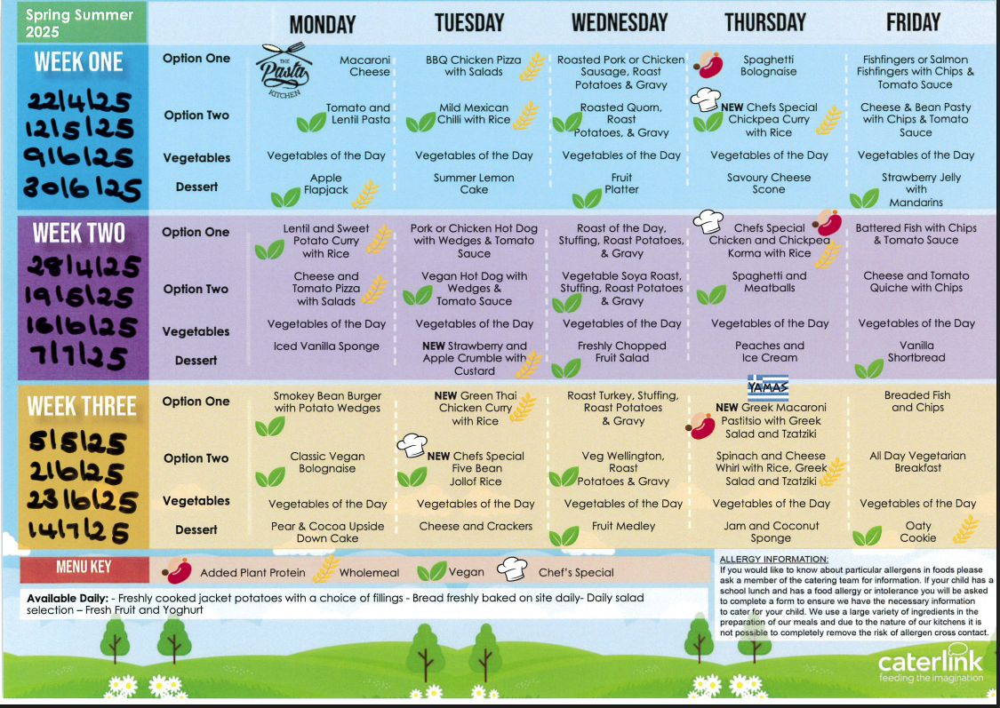 Spring Summer
2025
MONDAY
TUESDAY
WEDNESDAY
THURSDAY
FRIDAY
WEEK ONE
22/4/25
12/5/25
9/6/25
30/6/25
Option One
THE
Pasta
KITCHEN
Macaroni
Cheese
BBQ Chicken Pizza
with Salads
Roasted Pork or Chicken
Sausage, Roast
Potatoes & Gravy
Spaghetti
Bolognaise
Fishfingers or Salmon
Fishfingers with Chips &
Tomato Sauce
Option Two
Tomato and
Lentil Pasta
Mild Mexican
Chilli with Rice
Roasted Quorn,
Roast
Potatoes, & Gravy
NEW Chefs Special
Chickpea Curry
with Rice
Cheese & Bean Pasty
with Chips & Tomato
Sauce
Vegetables
Vegetables of the Day
Vegetables of the Day
Vegetables of the Day
Vegetables of the Day
Vegetables of the Day
Dessert
Apple
Flapjack
Summer Lemon
Cake
Fruit
Platter
Savoury Cheese
Scone
Strawberry Jelly
with
Mandarins
WEEK TWO
28/4/25
19/5/25
16/6/25
7/7/25
Option One
Lentil and Sweet
Potato Curry
with Rice
Pork or Chicken Hot Dog
with Wedges & Tomato
Sauce
Roast of the Day,
Stuffing, Roast Potatoes,
& Gravy
Chefs Special
Chicken and Chickpea
Korma with Rice
Battered Fish with Chips
& Tomato Sauce
Option Two
Cheese and
Tomato Pizza
with Salads
Vegan Hot Dog with
Wedges &
Tomato Sauce
Vegetable Soya Roast,
Stuffing, Roast Potatoes
& Gravy
Spaghetti and
Meatballs
Cheese and Tomato
Quiche with Chips
Vegetables
Vegetables of the Day
Vegetables of the Day
Vegetables of the Day
Vegetables of the Day
Vegetables of the Day
Dessert
Iced Vanilla Sponge
NEW Strawberry and
Apple Crumble with
Custard
Freshly Chopped
Fruit Salad
Peaches and
Ice Cream
Vanilla
Shortbread
WEEK THREE
5/5/25
2/6/25
23/6/25
14/7/25
Option One
Smokey Bean Burger
with Potato Wedges
NEW Green Thai
Chicken Curry
with Rice
Roast Turkey, Stuffing,
Roast Potatoes
& Gravy
YAMAS
NEW Greek Macaroni
Pastitsio with Greek
Salad and Tzatziki
Breaded Fish
and Chips
Option Two
Classic Vegan
Bolognaise
NEW Chefs Special
Five Bean
Jollof Rice
Veg Wellington,
Roast
Potatoes & Gravy
Spinach and Cheese
Whirl with Rice, Greek
Salad and Tzatziki
All Day Vegetarian
Breakfast
Vegetables
Vegetables of the Day
Vegetables of the Day
Vegetables of the Day
Vegetables of the Day
Vegetables of the Day
Dessert
Pear & Cocoa Upside
Down Cake
Cheese and Crackers
Fruit Medley
Jam and Coconut
Sponge
Oaty
Cookie
MENU KEY
Added Plant Protein
Wholemeal
Vegan
Chef's Special
Available Daily: - Freshly cooked jacket potatoes with a choice of fillings - Bread freshly baked on site daily- Daily salad
selection – Fresh Fruit and Yoghurt
ALLERGY INFORMATION:
If you would like to know about particular allergens in foods please
ask a member of the catering team for information. If your child has a
school lunch and has a food allergy or intolerance you will be asked
to complete a form to ensure we have the necessary information
to cater for your child. We use a large variety of ingredients in the
preparation of our meals and due to the nature of our kitchens it is
not possible to completely remove the risk of allergen cross contact.
caterlink
feeding the imagination